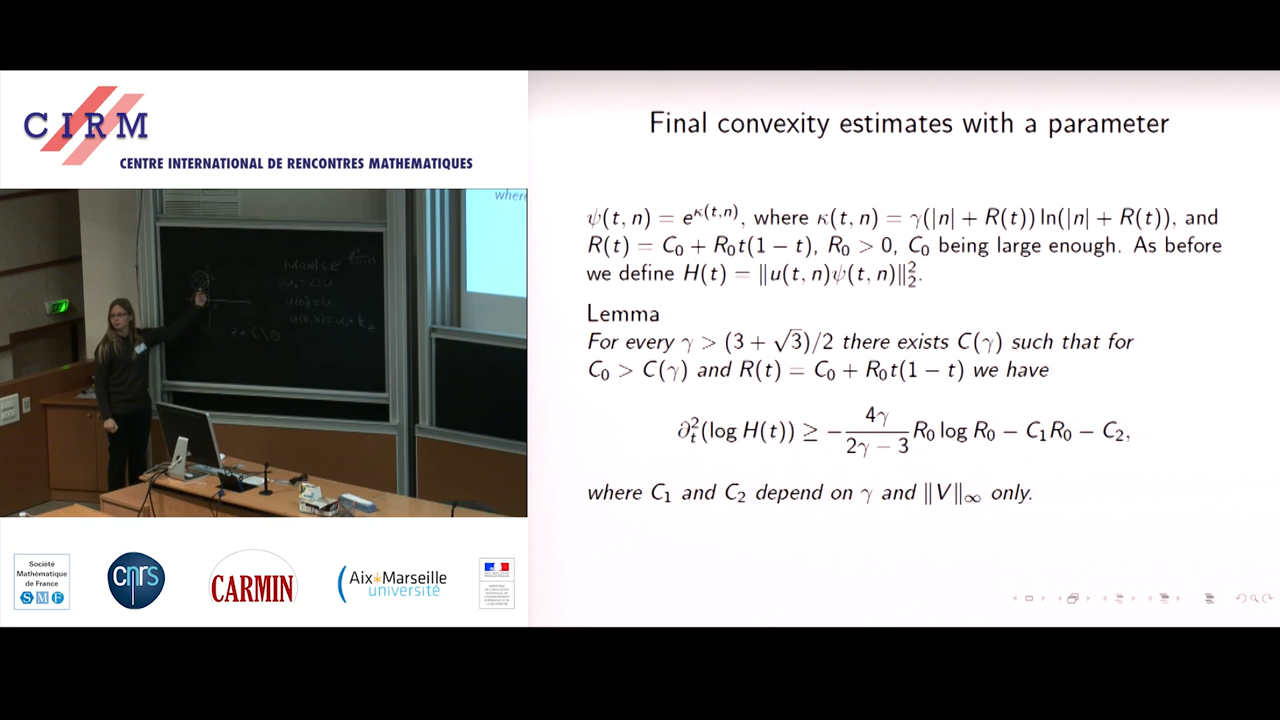 CIRM
CENTRE INTERNATIONAL DE RENCONTRES MATHEMATIQUES
where
Société
Mathématique
de France
S M F
cnrs
CARMIN
Aix*Marseille
université
Final convexity estimates with a parameter
ψ(t, n) = e^{κ(t,n)}, where κ(t, n) = γ(|n| + R(t)) ln(|n| + R(t)), and
R(t) = C₀ + R₀t(1 − t), R₀ > 0, C₀ being large enough. As before
we define H(t) = ‖u(t, n)ψ(t, n)‖₂².
Lemma
For every γ > (3 + √3)/2 there exists C(γ) such that for
C₀ > C(γ) and R(t) = C₀ + R₀t(1 − t) we have
∂ₜ²(log H(t)) ≥ − 4γ/(2γ − 3) R₀ log R₀ − C₁R₀ − C₂,
where C₁ and C₂ depend on γ and ‖V‖∞ only.